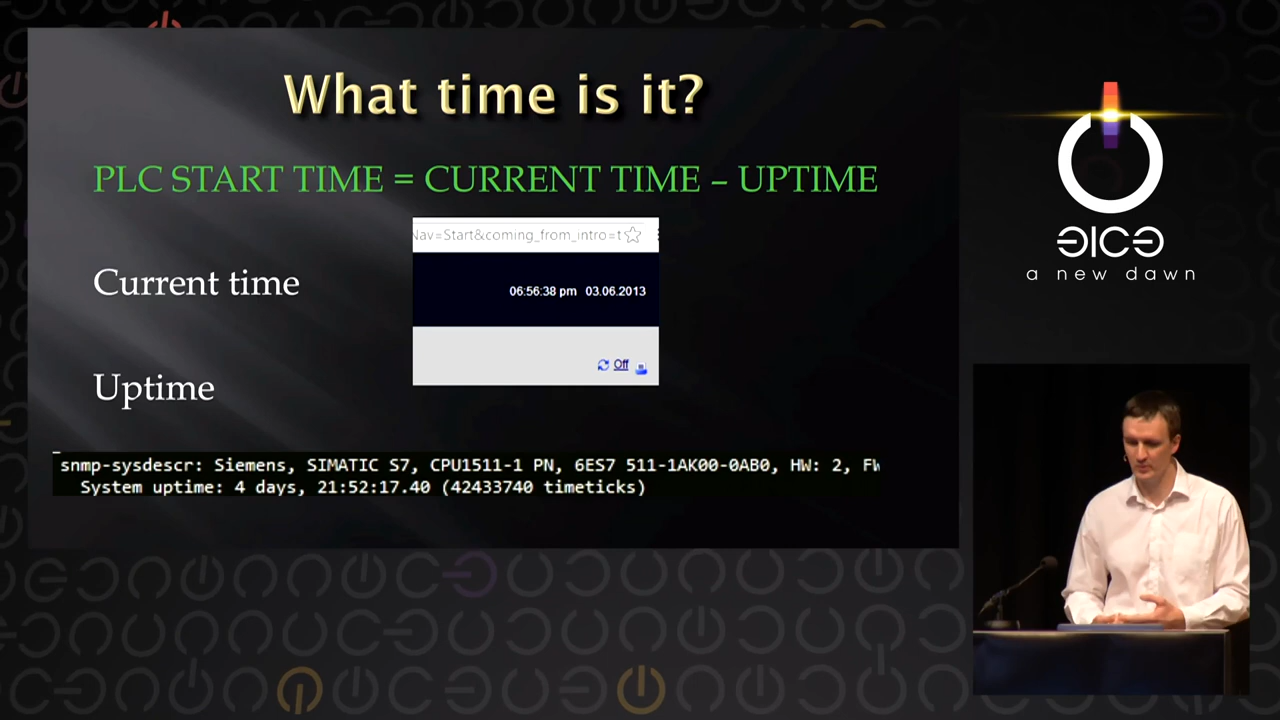 What time is it?
PLC START TIME = CURRENT TIME – UPTIME
Nav=Start&coming_from_intro=t
Current time
06:56:38 pm 03.06.2013
Off
Uptime
snmp-sysdescr: Siemens, SIMATIC S7, CPU1511-1 PN, 6ES7 511-1AK00-0AB0, HW: 2, FW
System uptime: 4 days, 21:52:17.40 (42433740 timeticks)
30C3
a new dawn